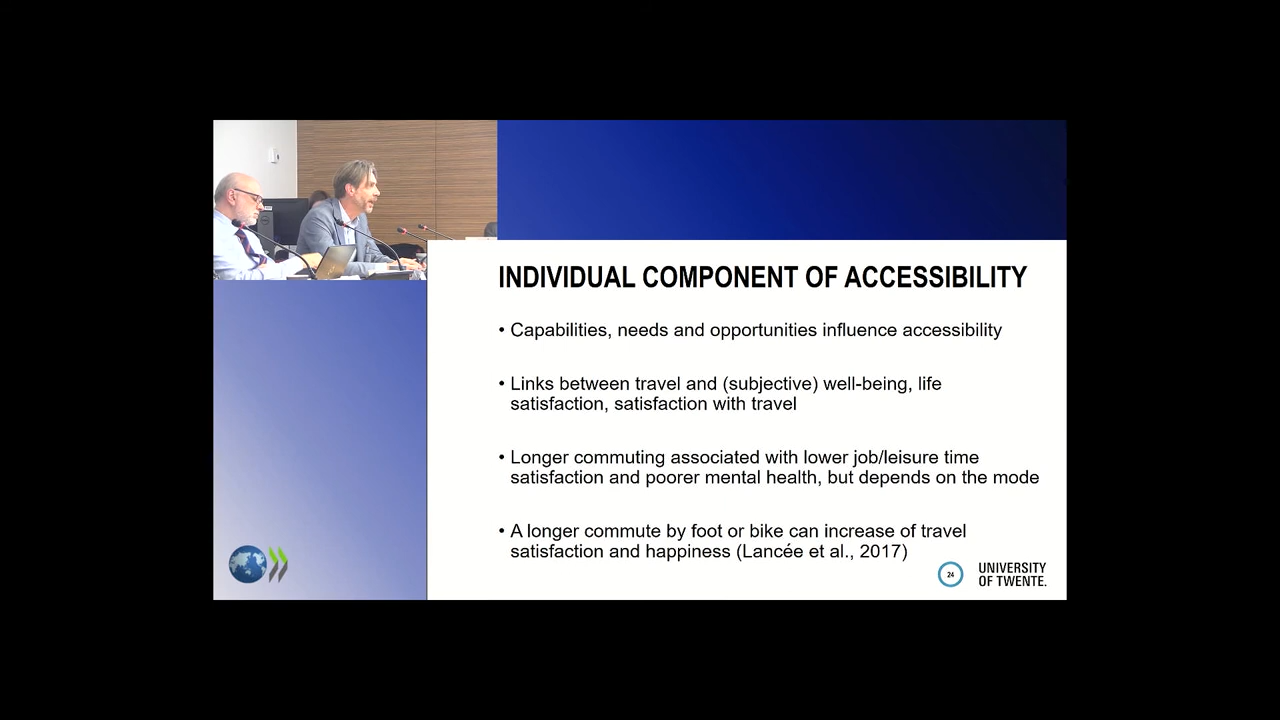 INDIVIDUAL COMPONENT OF ACCESSIBILITY
• Capabilities, needs and opportunities influence accessibility
• Links between travel and (subjective) well-being, life
satisfaction, satisfaction with travel
• Longer commuting associated with lower job/leisure time
satisfaction and poorer mental health, but depends on the mode
• A longer commute by foot or bike can increase of travel
satisfaction and happiness (Lancée et al., 2017)
24
UNIVERSITY
OF TWENTE.